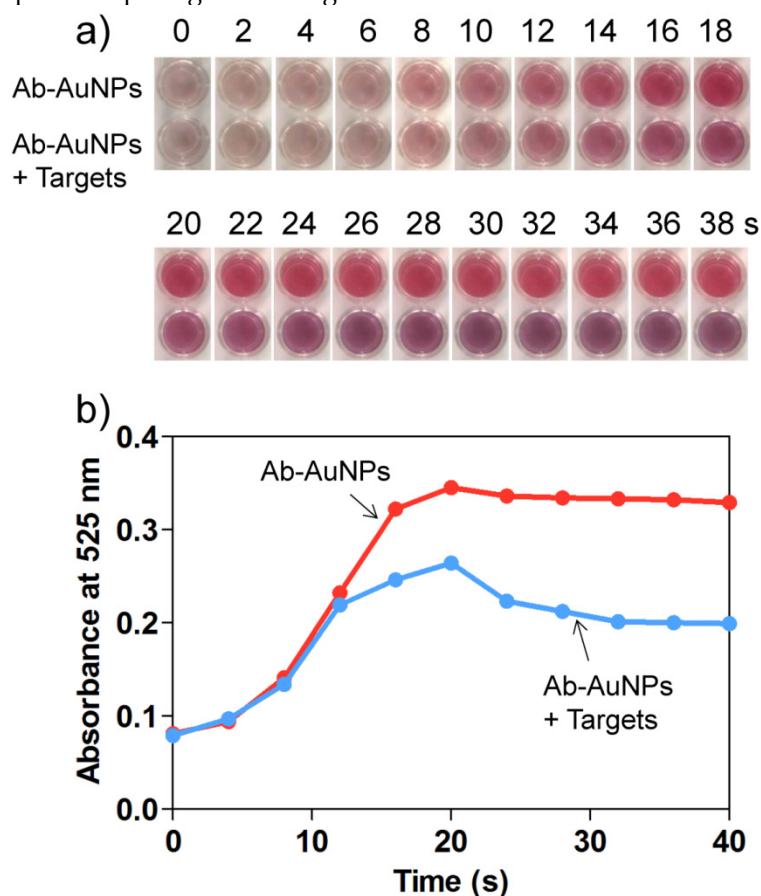 a)
0 2 4 6 8 10 12 14 16 18
Ab-AuNPs
Ab-AuNPs
+ Targets
20 22 24 26 28 30 32 34 36 38 s
b)
0.4
Ab-AuNPs
0.3
0.2
Ab-AuNPs
+ Targets
0.1
0.0
Absorbance at 525 nm
0 10 20 30 40
Time (s)